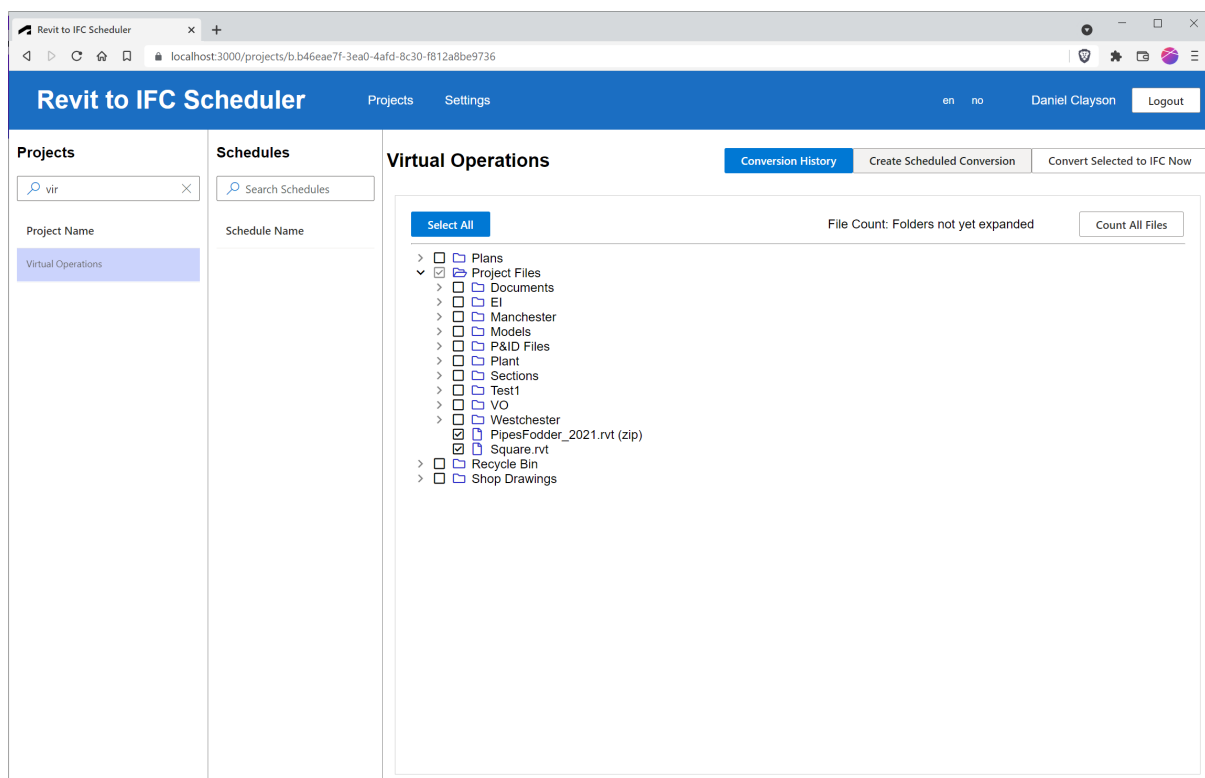 Revit to IFC Scheduler
localhost:3000/projects/b.b46eae7f-3ea0-4afd-8c30-f812a8be9736
Revit to IFC Scheduler
Projects
Settings
en
no
Daniel Clayson
Logout
Projects
vir
Project Name
Virtual Operations
Schedules
Search Schedules
Schedule Name
Virtual Operations
Conversion History
Create Scheduled Conversion
Convert Selected to IFC Now
Select All
File Count: Folders not yet expanded
Count All Files
Plans
Project Files
Documents
EI
Manchester
Models
P&ID Files
Plant
Sections
Test1
VO
Westchester
PipesFodder_2021.rvt (zip)
Square.rvt
Recycle Bin
Shop Drawings